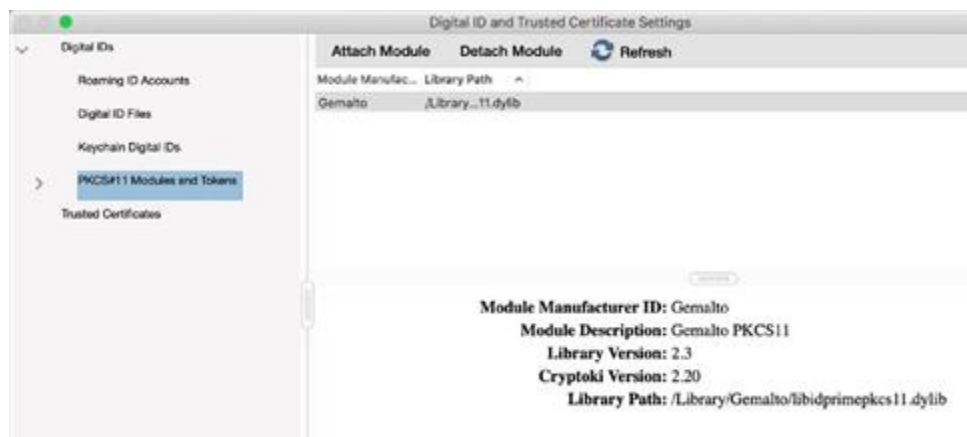 Digital ID and Trusted Certificate Settings
Digital IDs
Roaming ID Accounts
Digital ID Files
Keychain Digital IDs
PKCS#11 Modules and Tokens
Trusted Certificates
Attach Module Detach Module Refresh
Module Manufac... Library Path
Gemalto /Library...11.dylib
Module Manufacturer ID: Gemalto
Module Description: Gemalto PKCS11
Library Version: 2.3
Cryptoki Version: 2.20
Library Path: /Library/Gemalto/libidprimepkcs11.dylib